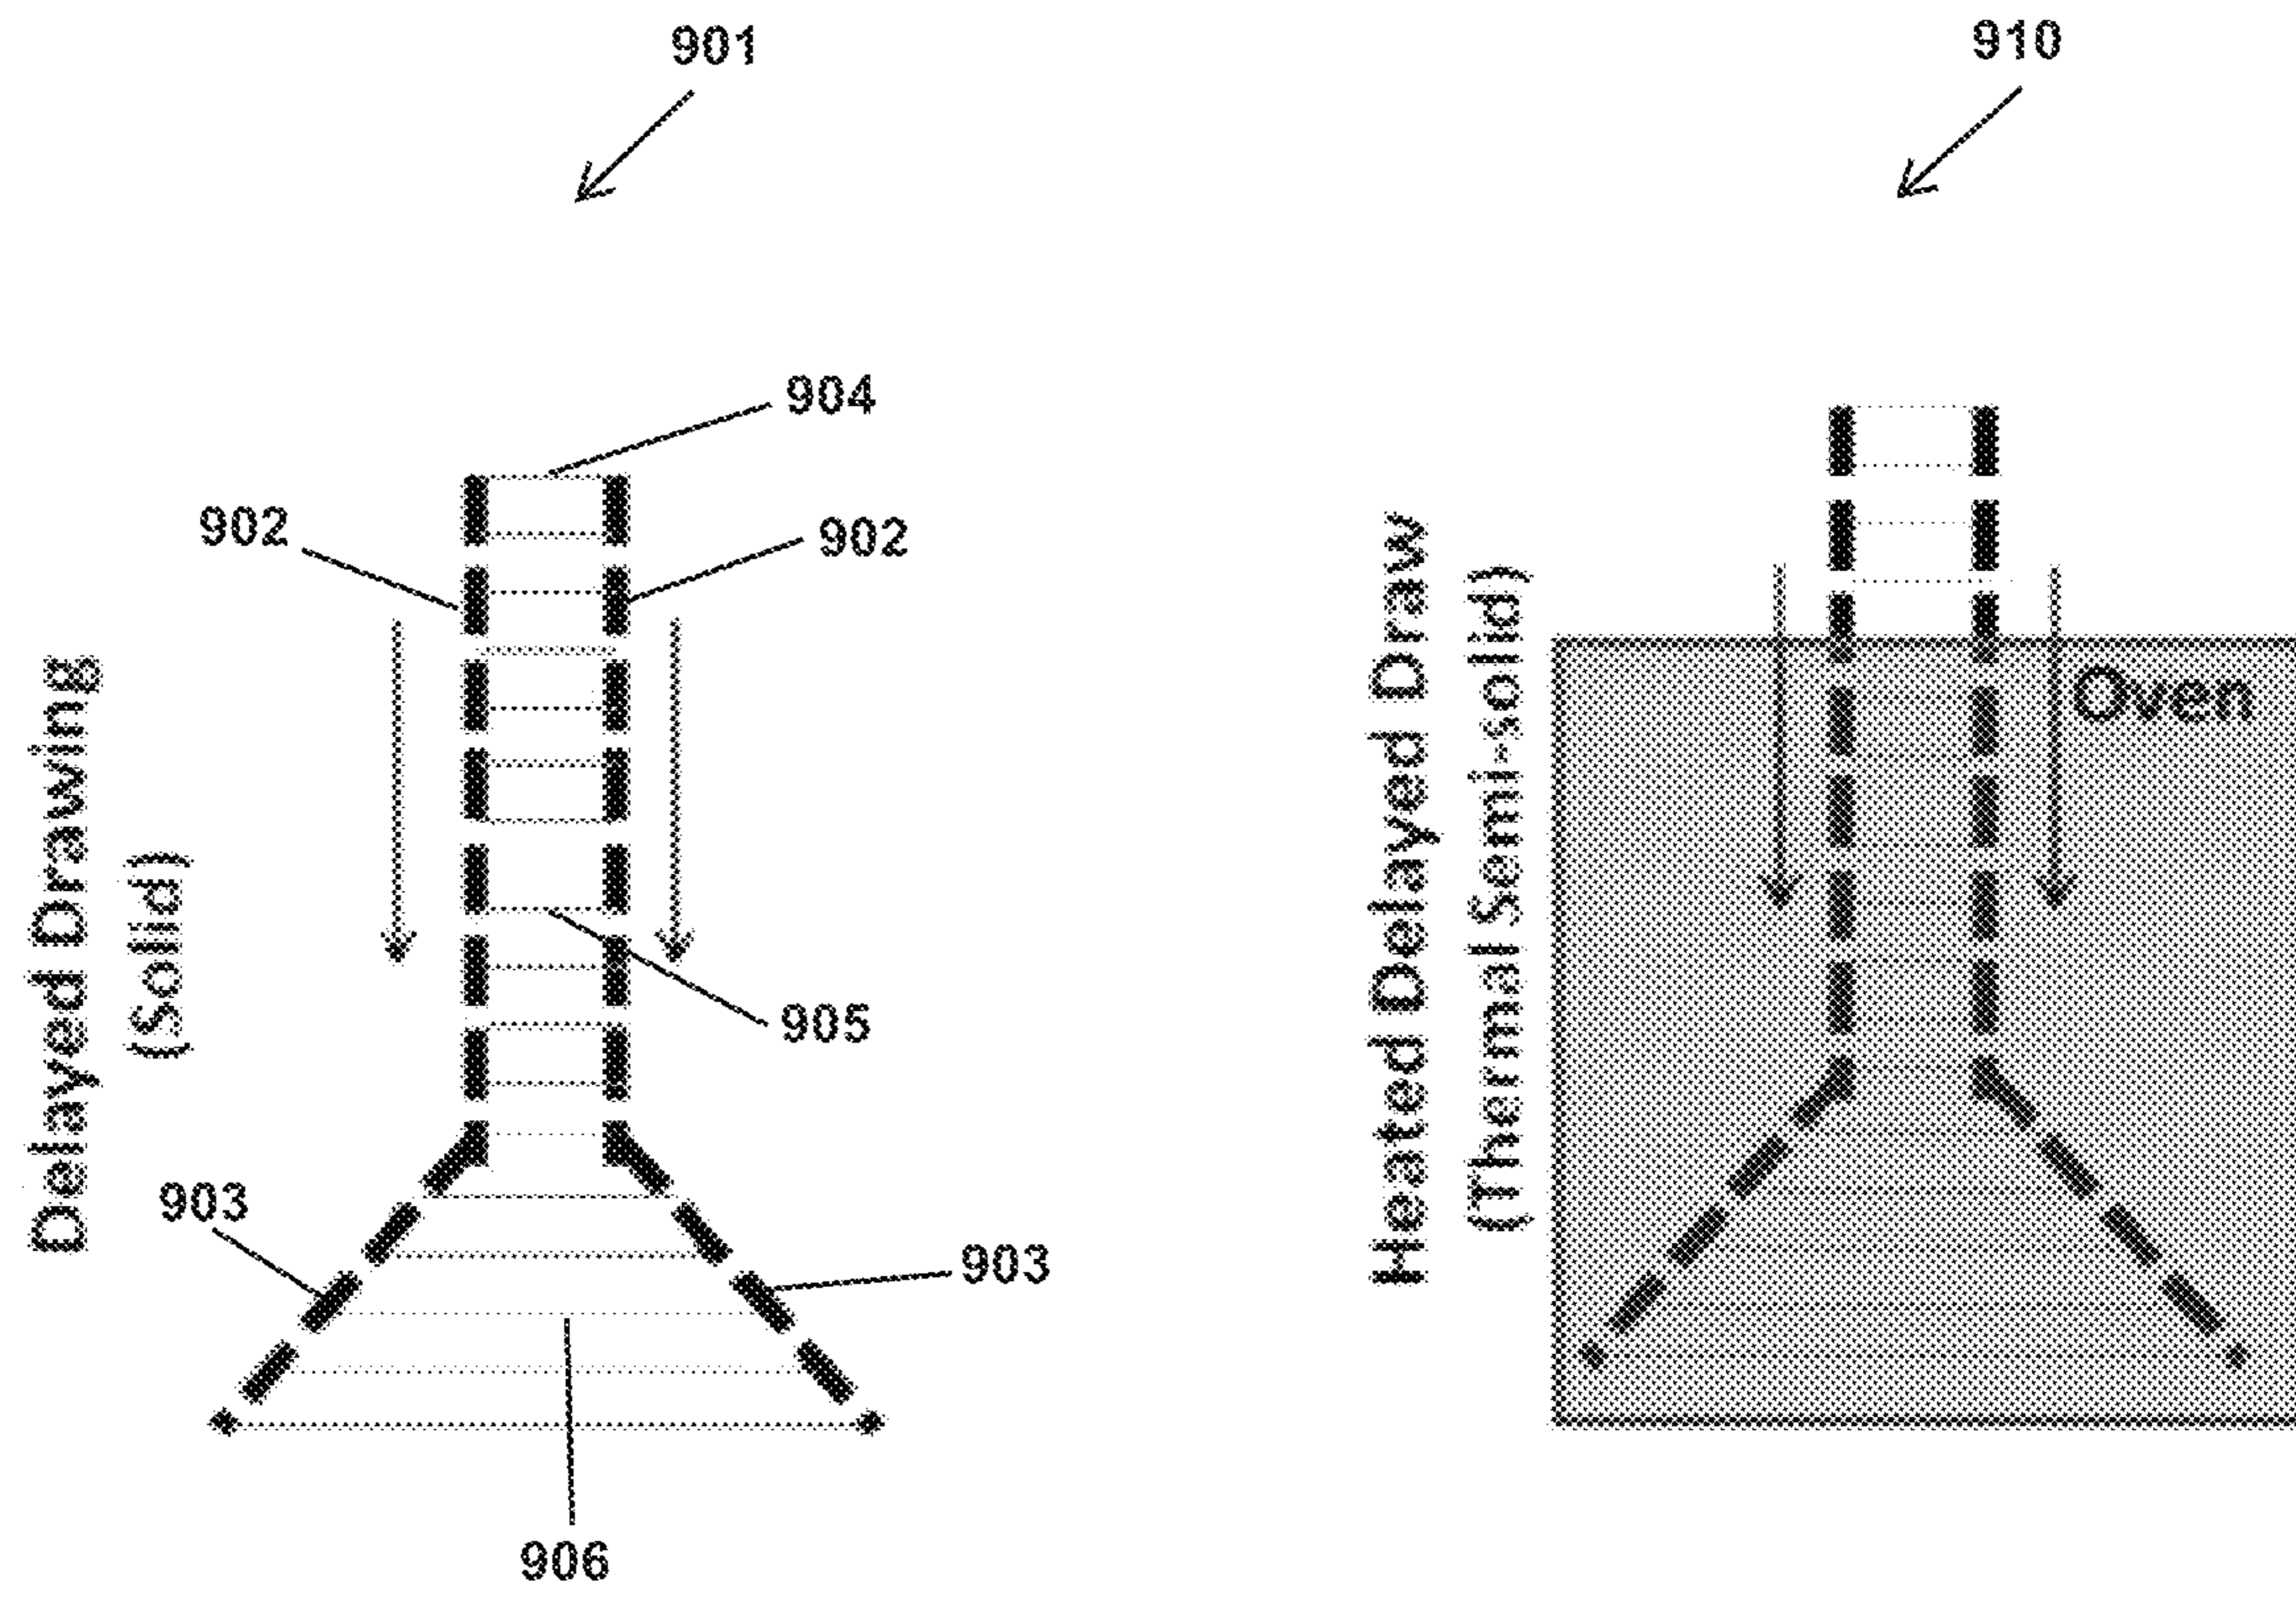 901
910
904
902
902
Delayed Drawing
(Solid)
905
903
903
906
Heated Delayed Draw
(Thermal Semi-solid)
Oven